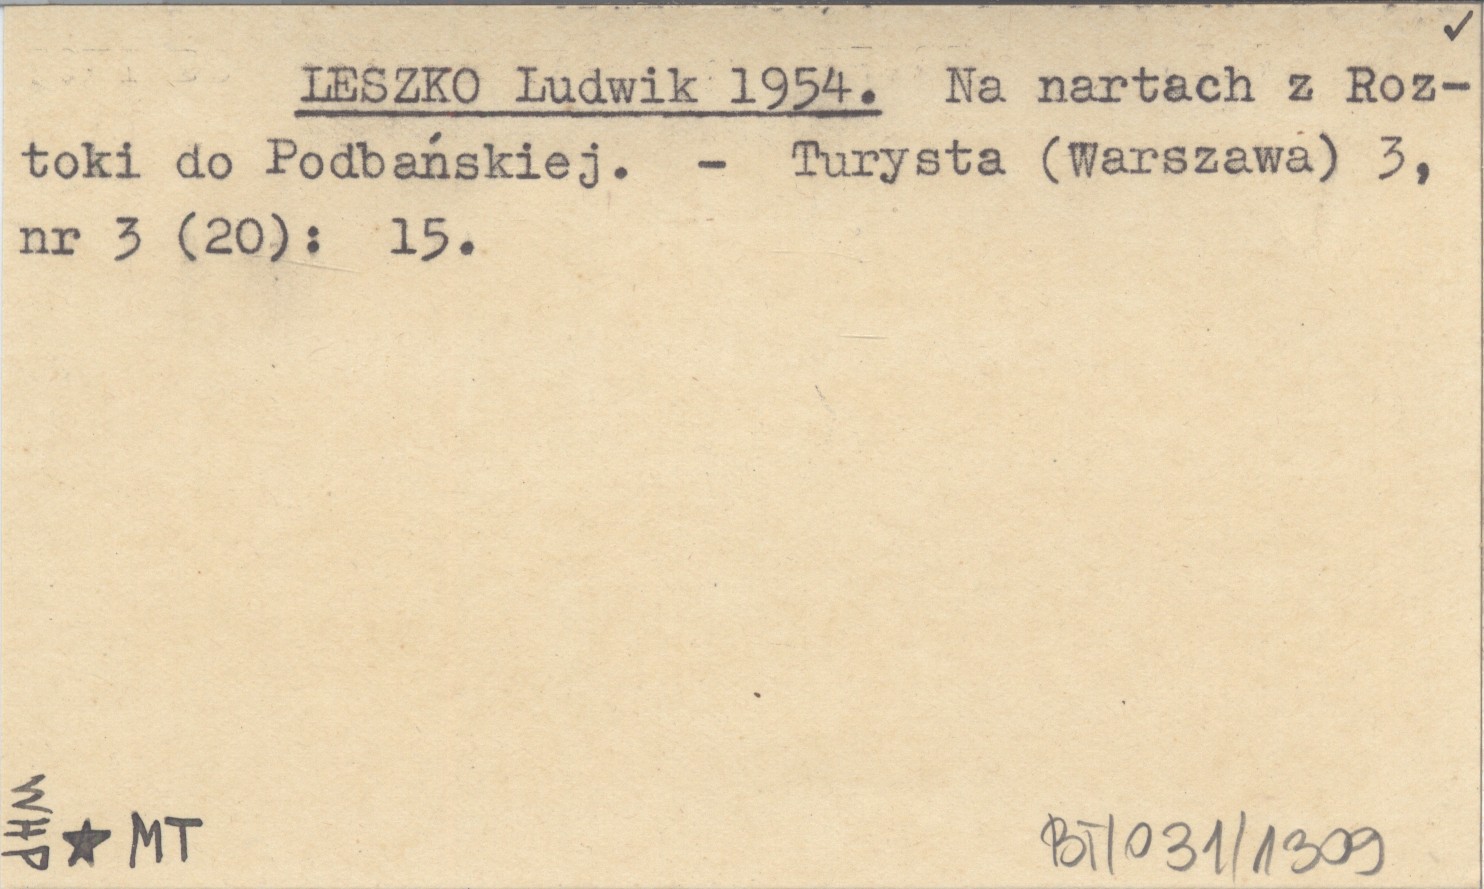 LESZKO Ludwik 1954. Na nartach z Roz-
toki do Podbańskiej. - Turysta (Warszawa) 3,
nr 3 (20): 15.
WHP
★ MT
BT/031/1309